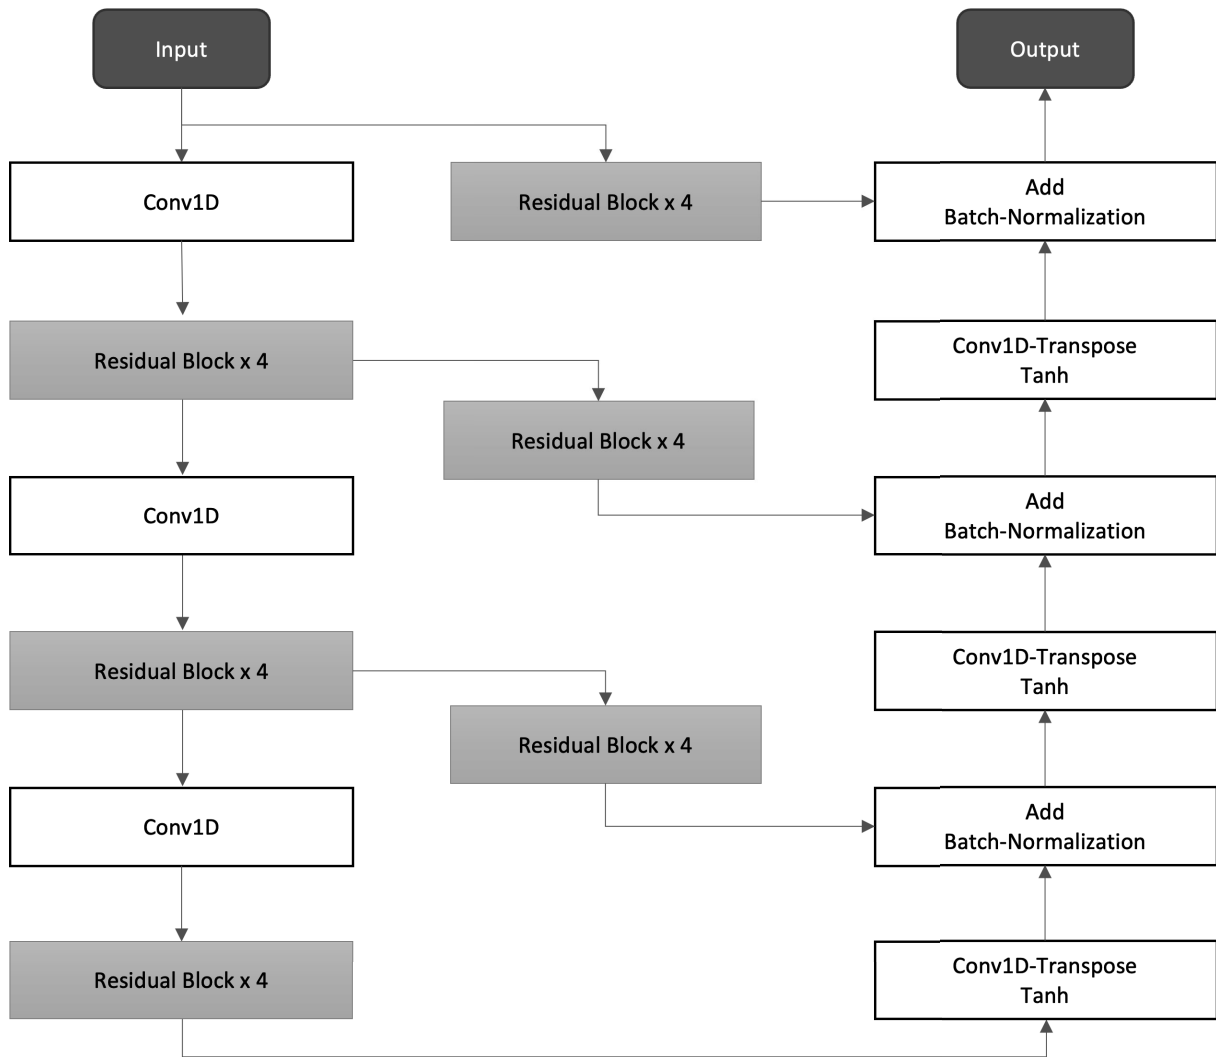 Input
Output
Conv1D
Residual Block x 4
Add
Batch-Normalization
Residual Block x 4
Conv1D-Transpose
Tanh
Residual Block x 4
Conv1D
Add
Batch-Normalization
Residual Block x 4
Conv1D-Transpose
Tanh
Residual Block x 4
Conv1D
Add
Batch-Normalization
Residual Block x 4
Conv1D-Transpose
Tanh